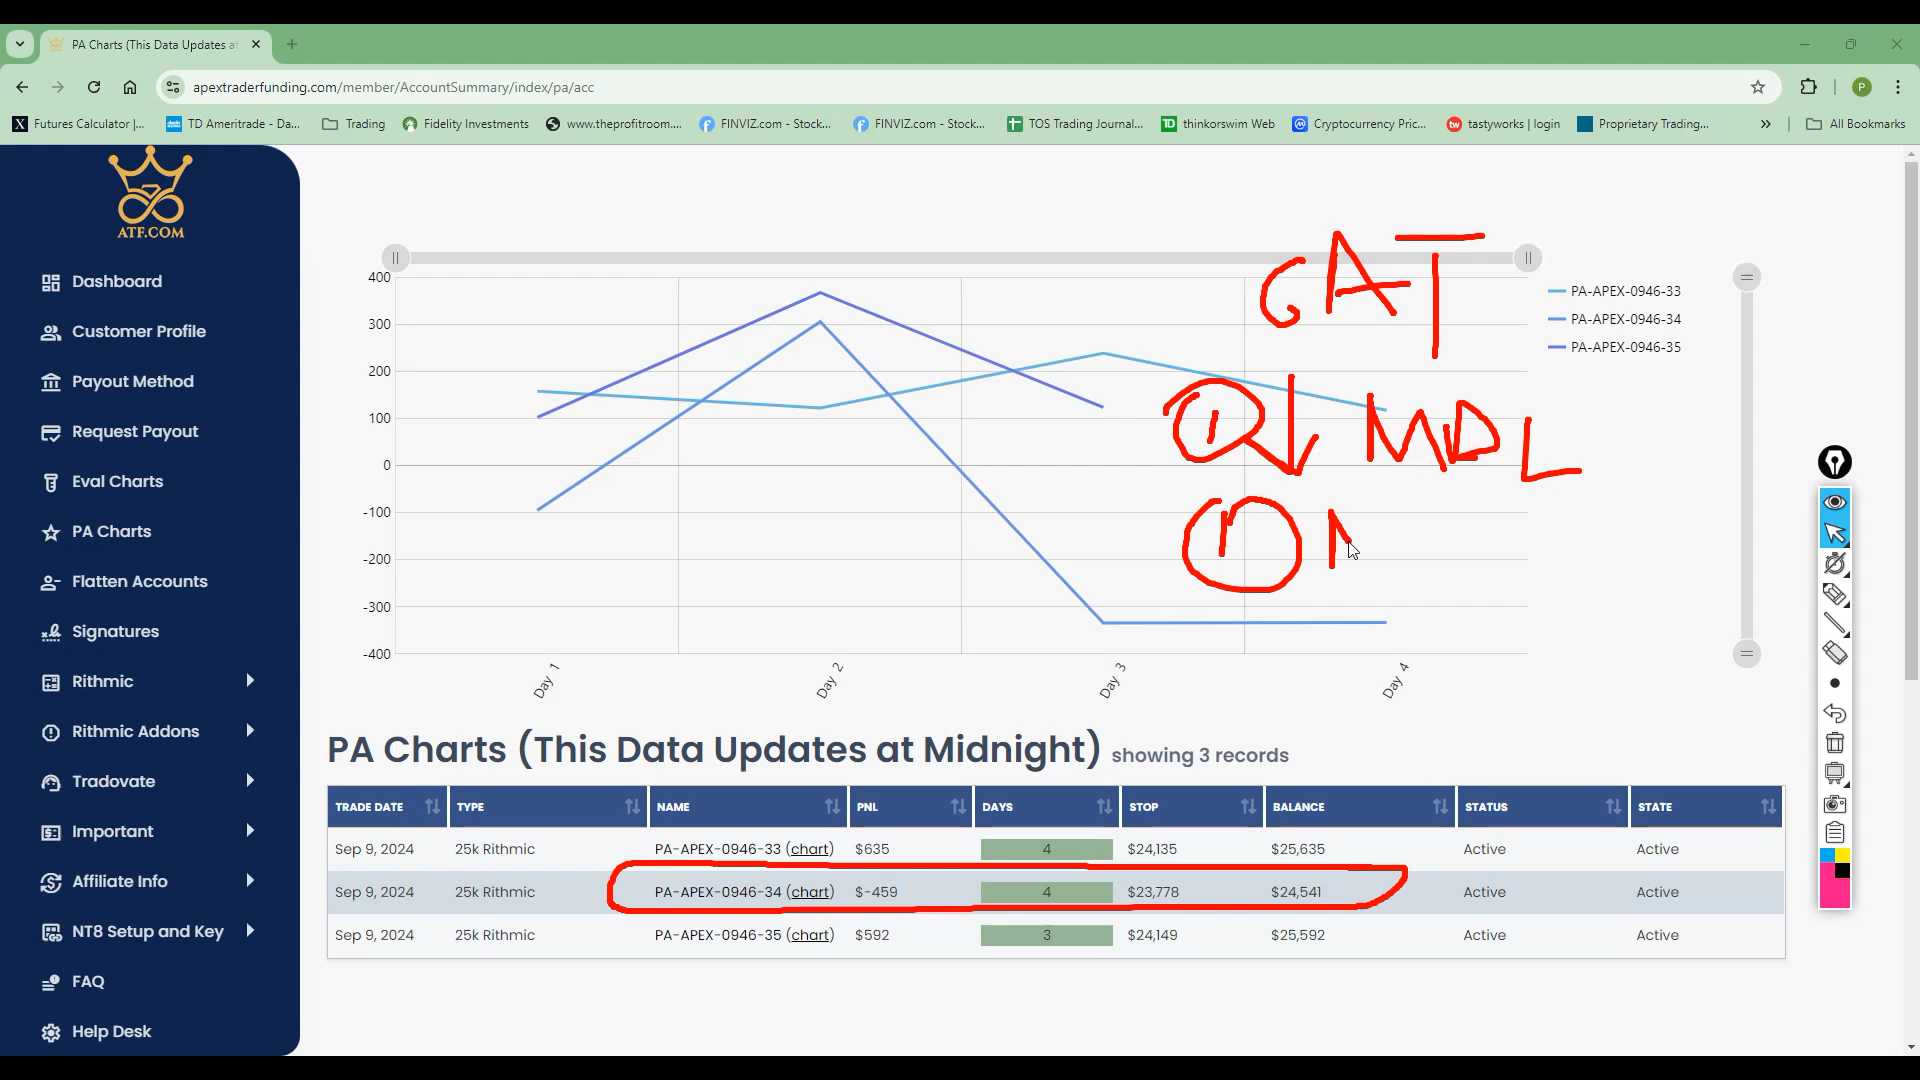 PA Charts (This Data Updates at
apextraderfunding.com/member/AccountSummary/index/pa/acc
P
X Futures Calculator |...
TD Ameritrade - Da...
Trading
Fidelity Investments
www.theprofitroom....
FINVIZ.com - Stock...
FINVIZ.com - Stock...
TOS Trading Journal...
TD thinkorswim Web
Cryptocurrency Pric...
tw tastyworks | login
Proprietary Trading...
»
All Bookmarks
ATF.COM
Dashboard
Customer Profile
Payout Method
Request Payout
Eval Charts
PA Charts
Flatten Accounts
Signatures
Rithmic
Rithmic Addons
Tradovate
Important
Affiliate Info
NT8 Setup and Key
FAQ
Help Desk
400
300
200
100
0
-100
-200
-300
-400
Day 1
Day 2
Day 3
Day 4
PA-APEX-0946-33
PA-APEX-0946-34
PA-APEX-0946-35
CAT
1 ↓ MDL
PA Charts (This Data Updates at Midnight) showing 3 records
TRADE DATE TYPE NAME PNL DAYS STOP BALANCE STATUS STATE
Sep 9, 2024 25k Rithmic PA-APEX-0946-33 (chart) $635 4 $24,135 $25,635 Active Active
Sep 9, 2024 25k Rithmic PA-APEX-0946-34 (chart) $-459 4 $23,778 $24,541 Active Active
Sep 9, 2024 25k Rithmic PA-APEX-0946-35 (chart) $592 3 $24,149 $25,592 Active Active